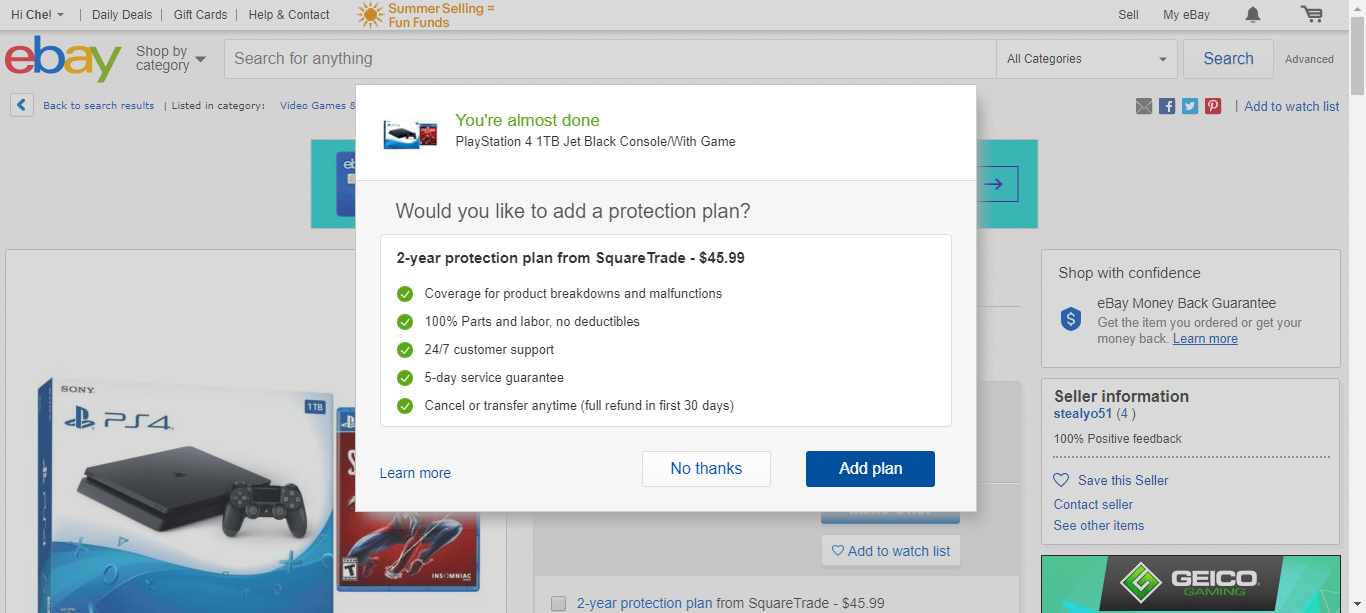 Hi Che!
Daily Deals
Gift Cards
Help & Contact
Summer Selling =
Fun Funds
Sell
My eBay
ebay
Shop by
category
Search for anything
All Categories
Search
Advanced
Back to search results
| Listed in category:
Video Games &
| Add to watch list
You're almost done
PlayStation 4 1TB Jet Black Console/With Game
Would you like to add a protection plan?
2-year protection plan from SquareTrade - $45.99
Coverage for product breakdowns and malfunctions
100% Parts and labor, no deductibles
24/7 customer support
5-day service guarantee
Cancel or transfer anytime (full refund in first 30 days)
Learn more
No thanks
Add plan
Shop with confidence
eBay Money Back Guarantee
Get the item you ordered or get your
money back. Learn more
Seller information
stealyo51 (4 )
100% Positive feedback
Save this Seller
Contact seller
See other items
SONY
PS4
1TB
INSOMNIAC
Add to watch list
2-year protection plan from SquareTrade - $45.99
GEICO
GAMING